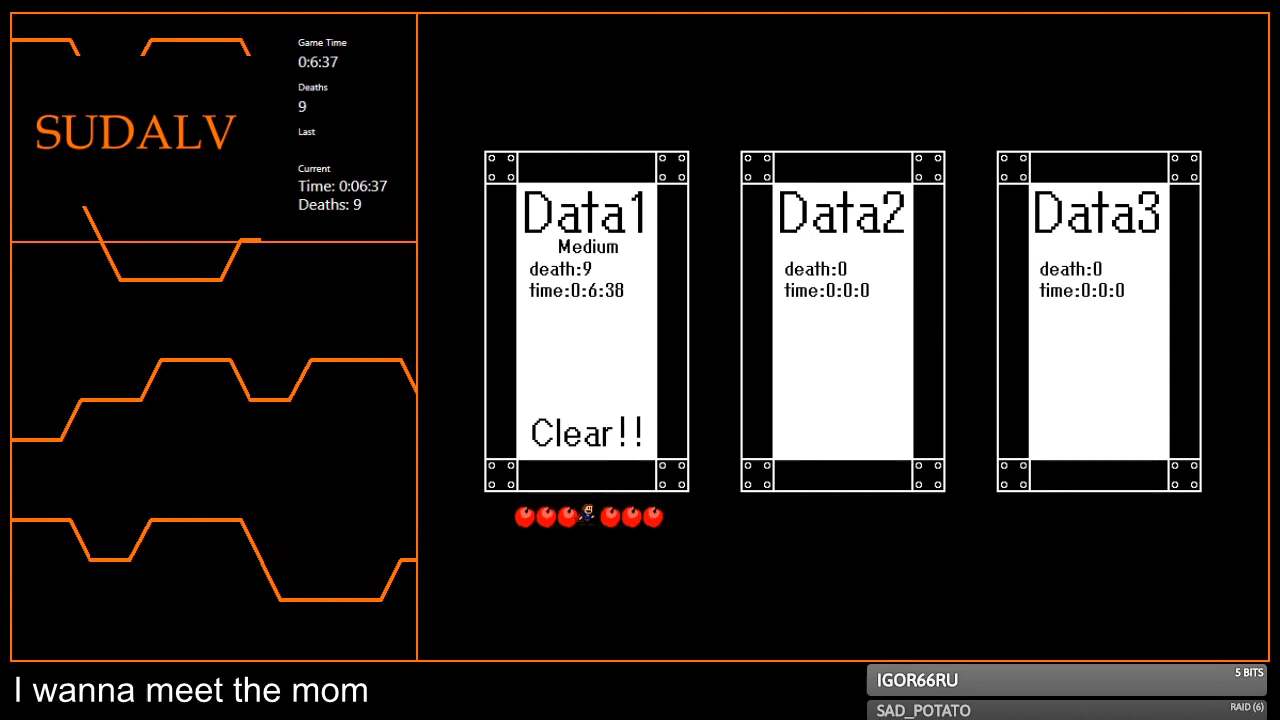 SUDALV
Game Time
0:6:37
Deaths
9
Last
Current
Time: 0:06:37
Deaths: 9
Data1
Medium
death:9
time:0:6:38
Clear!!
Data2
death:0
time:0:0:0
Data3
death:0
time:0:0:0
I wanna meet the mom
IGOR66RU
5 BITS
SAD_POTATO
RAID (6)